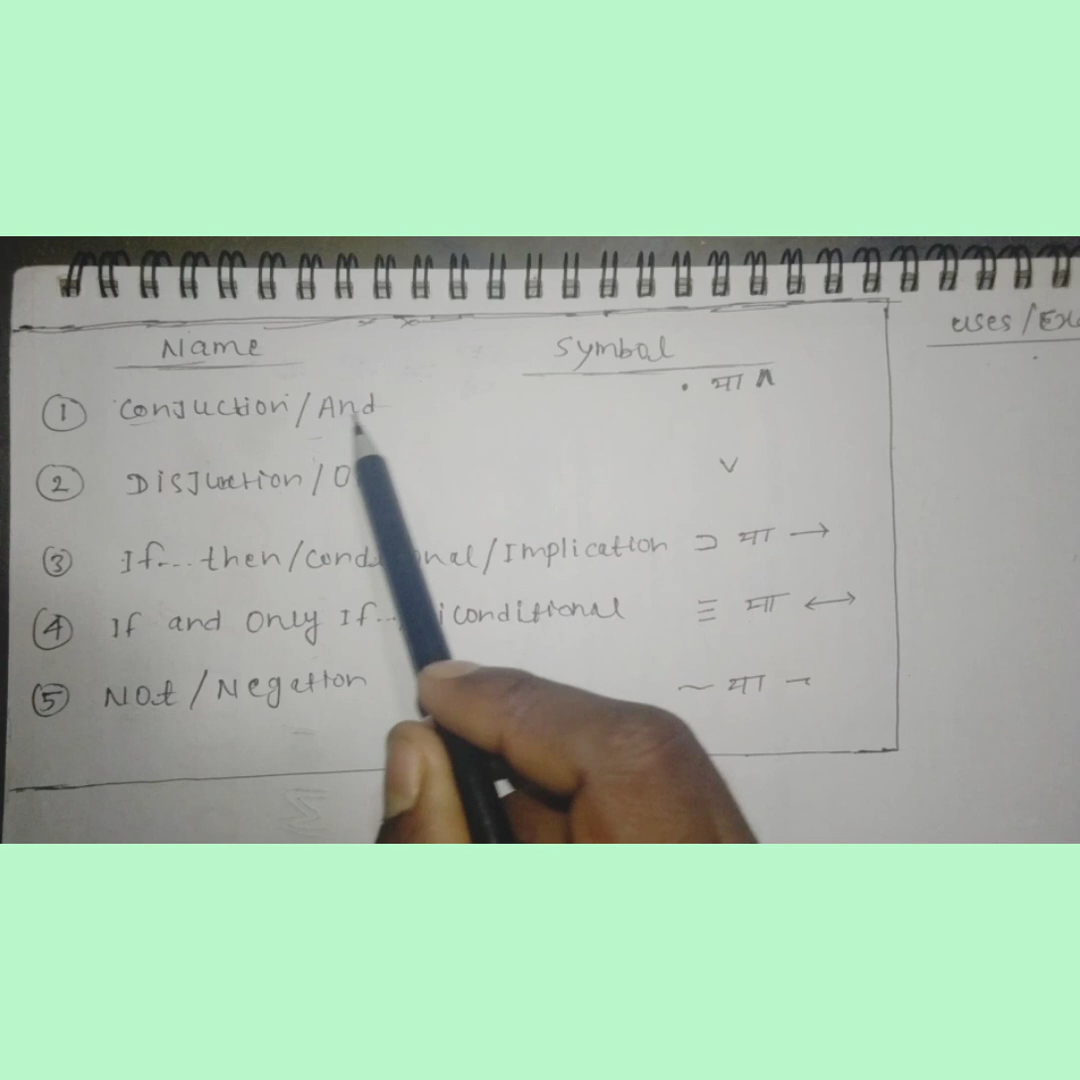 Name Symbol uses/Ex
① Conjuction/And • या ∧
② Disjuction/O ∨
③ If...then/Cond nal/Implication ⊃ या →
④ If and only If... iconditional ≡ या ↔
⑤ Not/Negation ~ या ¬